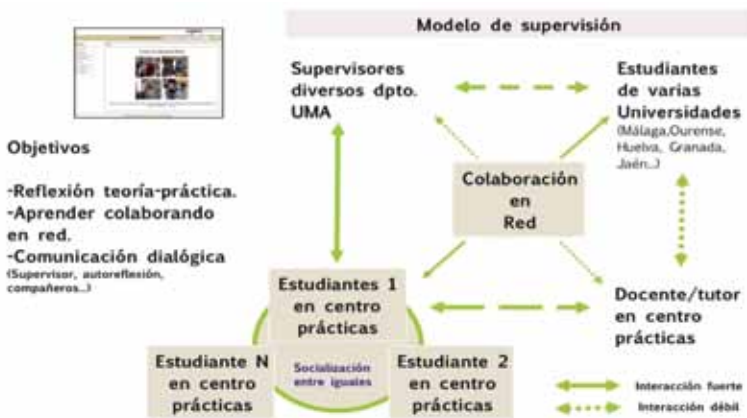 Modelo de supervisión
Supervisores
diversos dpto.
UMA
Estudiantes
de varias
Universidades
(Málaga,Ourense,
Huelva, Granada,
Jaén...)
Objetivos
-Reflexión teoría-práctica.
-Aprender colaborando
en red.
-Comunicación dialógica
(Supervisor, autoreflexión,
compañeros...)
Colaboración
en
Red
Estudiantes 1
en centro
prácticas
Docente/tutor
en centro
prácticas
Estudiante N
en centro
prácticas
Socialización
entre iguales
Estudiante 2
en centro
prácticas
Interacción fuerte
Interacción débil